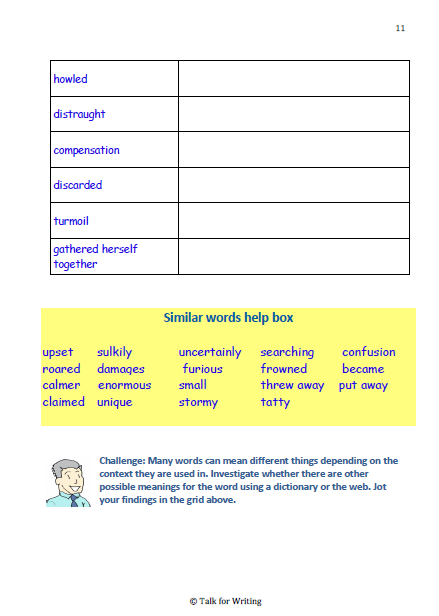 11
howled
distraught
compensation
discarded
turmoil
gathered herself
together
Similar words help box
upset sulkily uncertainly searching confusion
roared damages furious frowned became
calmer enormous small threw away put away
claimed unique stormy tatty
Challenge: Many words can mean different things depending on the
context they are used in. Investigate whether there are other
possible meanings for the word using a dictionary or the web. Jot
your findings in the grid above.
© Talk for Writing